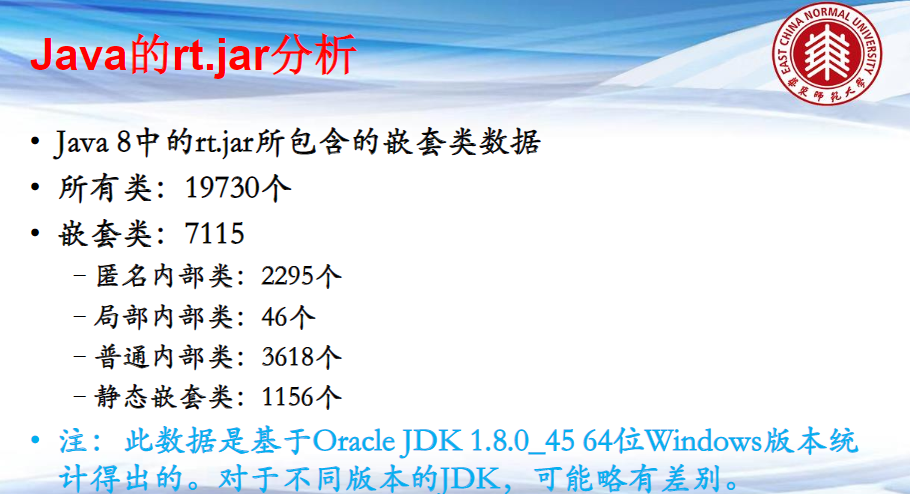 Java的rt.jar分析
EAST CHINA NORMAL UNIVERSITY
華東師範大学
• Java 8中的rt.jar所包含的嵌套类数据
• 所有类：19730个
• 嵌套类：7115
– 匿名内部类：2295个
– 局部内部类：46个
– 普通内部类：3618个
– 静态嵌套类：1156个
• 注：此数据是基于Oracle JDK 1.8.0_45 64位Windows版本统
计得出的。对于不同版本的JDK，可能略有差别。